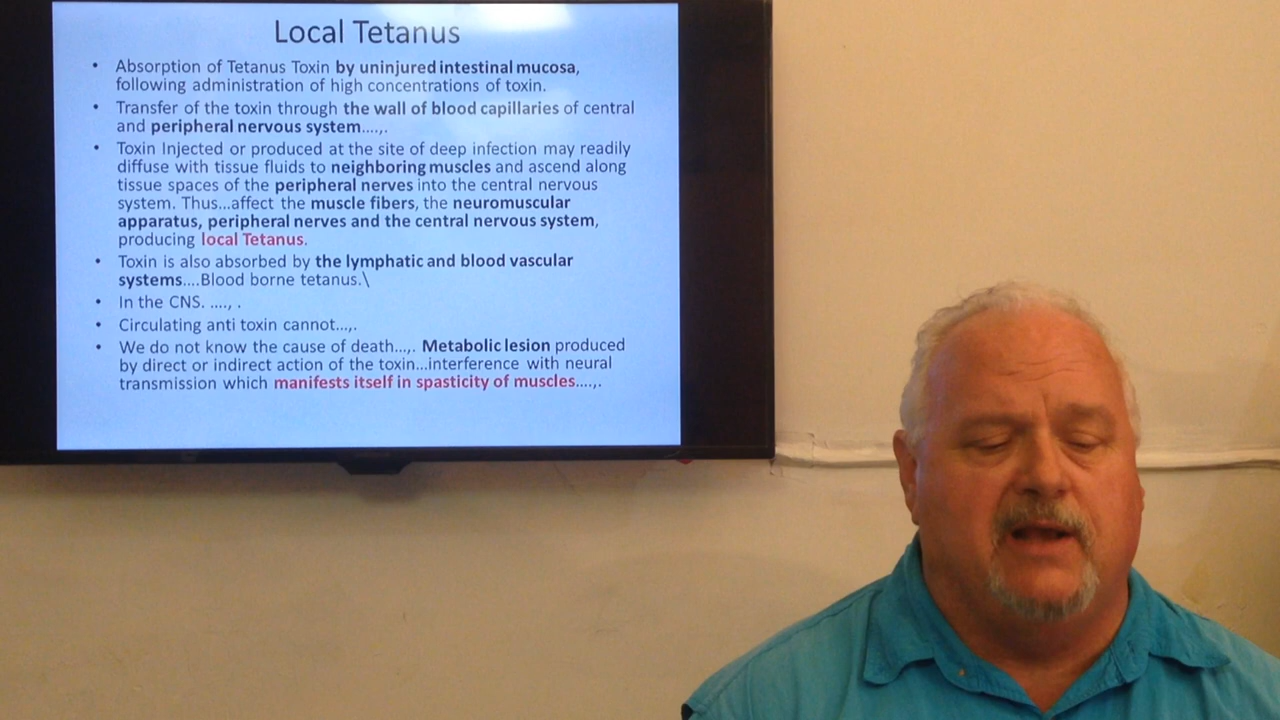 Local Tetanus
• Absorption of Tetanus Toxin by uninjured intestinal mucosa,
following administration of high concentrations of toxin.
• Transfer of the toxin through the wall of blood capillaries of central
and peripheral nervous system....,.
• Toxin Injected or produced at the site of deep infection may readily
diffuse with tissue fluids to neighboring muscles and ascend along
tissue spaces of the peripheral nerves into the central nervous
system. Thus...affect the muscle fibers, the neuromuscular
apparatus, peripheral nerves and the central nervous system,
producing local Tetanus.
• Toxin is also absorbed by the lymphatic and blood vascular
systems....Blood borne tetanus.\
• In the CNS. ...., .
• Circulating anti toxin cannot...,.
• We do not know the cause of death...,. Metabolic lesion produced
by direct or indirect action of the toxin...interference with neural
transmission which manifests itself in spasticity of muscles....,.